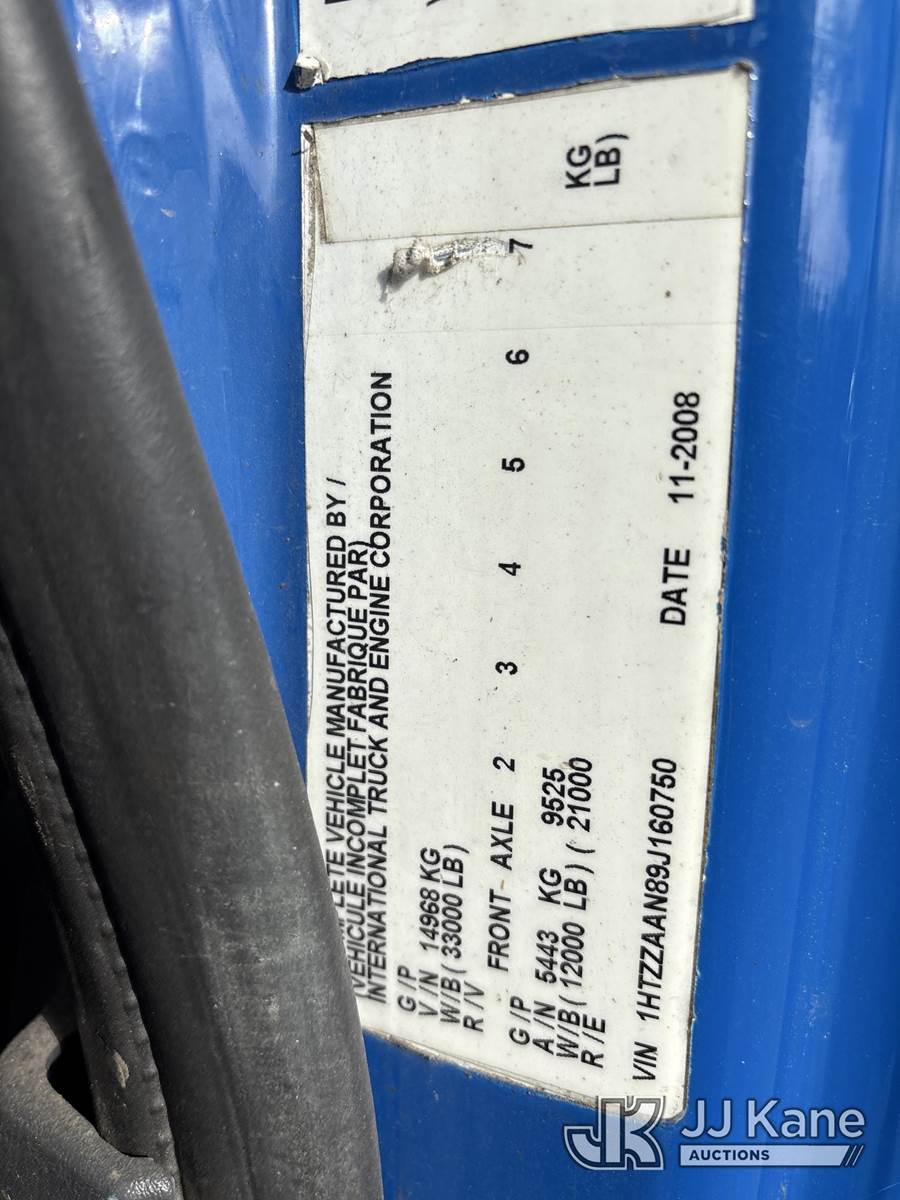 VEHICLE MANUFACTURED BY /
(VEHICULE INCOMPLET FABRIQUE PAR)
INTERNATIONAL TRUCK AND ENGINE CORPORATION
G/P
V/N 14968 KG
W/B( 33000 LB)
R/V
FRONT- AXLE 2 3 4 5 6 7
G/P
A/N 5443 KG 9525 KG
W/B( 12000 LB)( 21000 LB)
R/E
VIN 1HTZZAAN89J160750 DATE 11-2008
JK JJ Kane
AUCTIONS